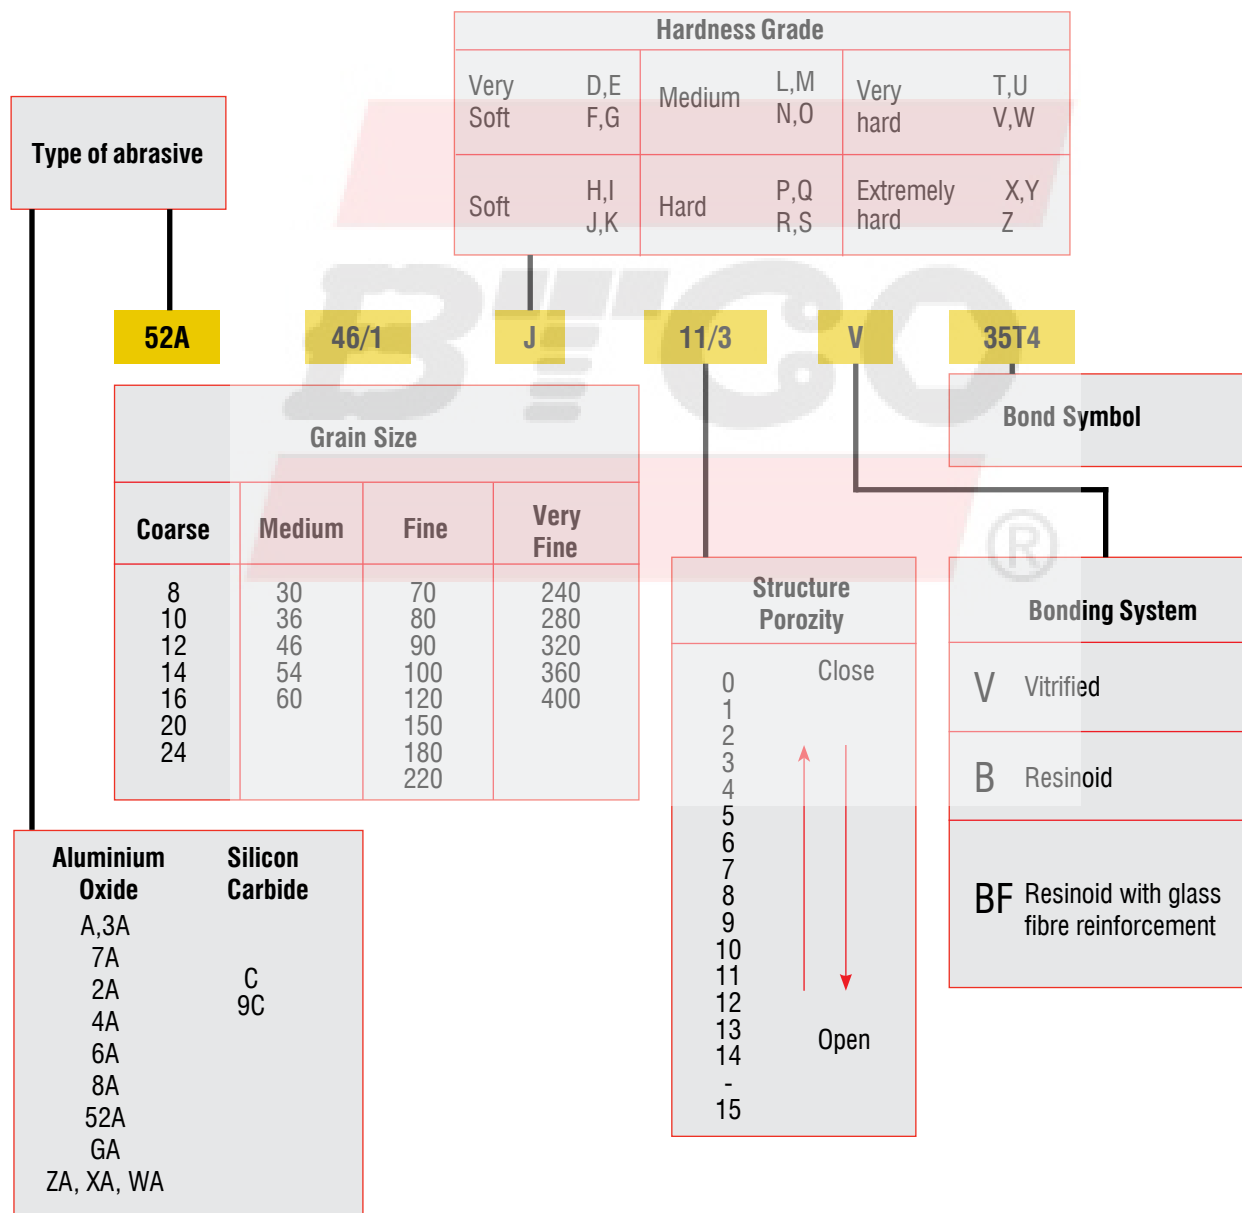 Hardness Grade
Very Soft D,E F,G
Medium L,M N,O
Very hard T,U V,W
Soft H,I J,K
Hard P,Q R,S
Extremely hard X,Y Z
Type of abrasive
BTCO
52A 46/1 J 11/3 V 35T4
Grain Size
Coarse Medium Fine Very Fine
8 30 70 240
10 36 80 280
12 46 90 320
14 54 100 360
16 60 120 400
20 150
24 180
220
Bond Symbol
®
Structure
Porozity
Close
0
1
2
3
4
5
6
7
8
9
10
11
12
13
14
-
15
Open
Bonding System
V Vitrified
B Resinoid
BF Resinoid with glass
fibre reinforcement
Aluminium
Oxide
A,3A
7A
2A
4A
6A
8A
52A
GA
ZA, XA, WA
Silicon
Carbide
C
9C